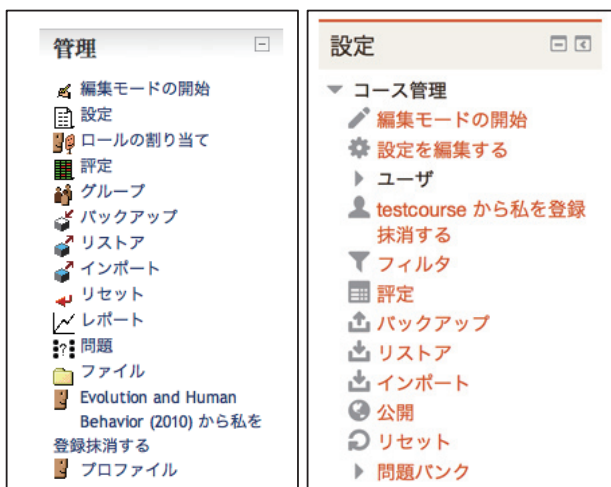 管理
編集モードの開始
設定
ロールの割り当て
評定
グループ
バックアップ
リストア
インポート
リセット
レポート
問題
ファイル
Evolution and Human
Behavior (2010) から私を
登録抹消する
プロファイル
設定
コース管理
編集モードの開始
設定を編集する
ユーザ
testcourse から私を登録
抹消する
フィルタ
評定
バックアップ
リストア
インポート
公開
リセット
問題バンク